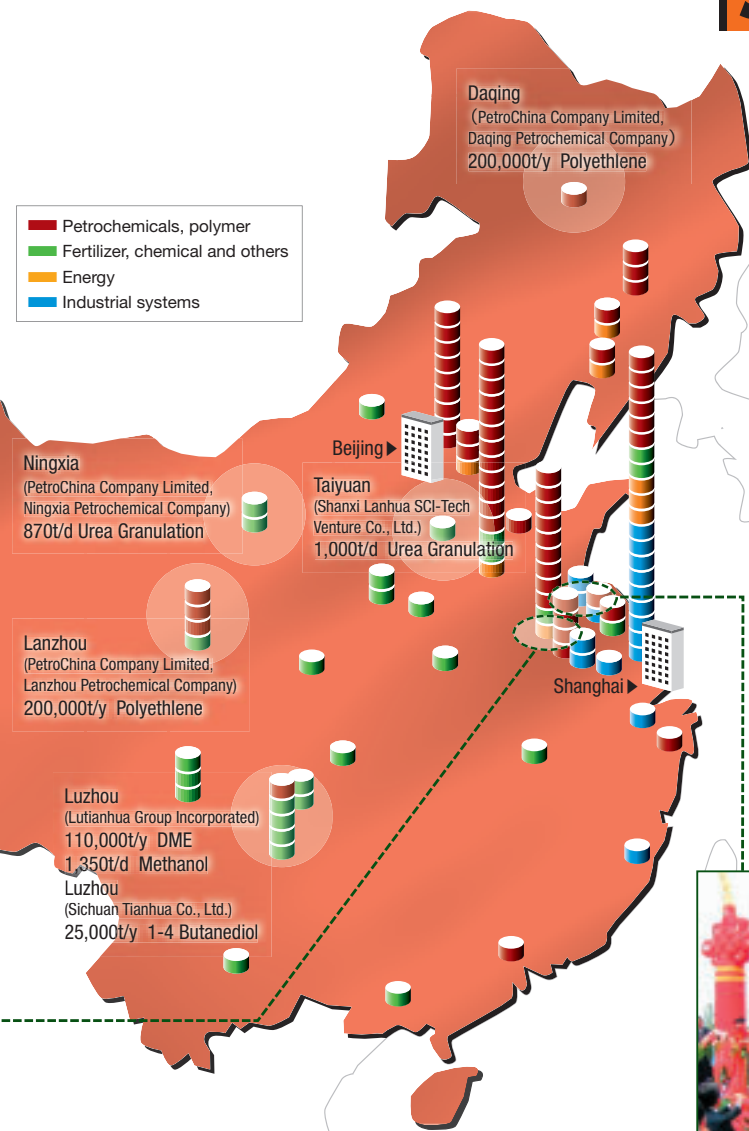 Daqing
（PetroChina Company Limited,
Daqing Petrochemical Company）
200,000t/y Polyethlene
Petrochemicals, polymer
Fertilizer, chemical and others
Energy
Industrial systems
Beijing
Ningxia
(PetroChina Company Limited,
Ningxia Petrochemical Company)
870t/d Urea Granulation
Taiyuan
(Shanxi Lanhua SCI-Tech
Venture Co., Ltd.)
1,000t/d Urea Granulation
Lanzhou
(PetroChina Company Limited,
Lanzhou Petrochemical Company)
200,000t/y Polyethlene
Shanghai
Luzhou
(Lutianhua Group Incorporated)
110,000t/y DME
1,350t/d Methanol
Luzhou
(Sichuan Tianhua Co., Ltd.)
25,000t/y 1-4 Butanediol